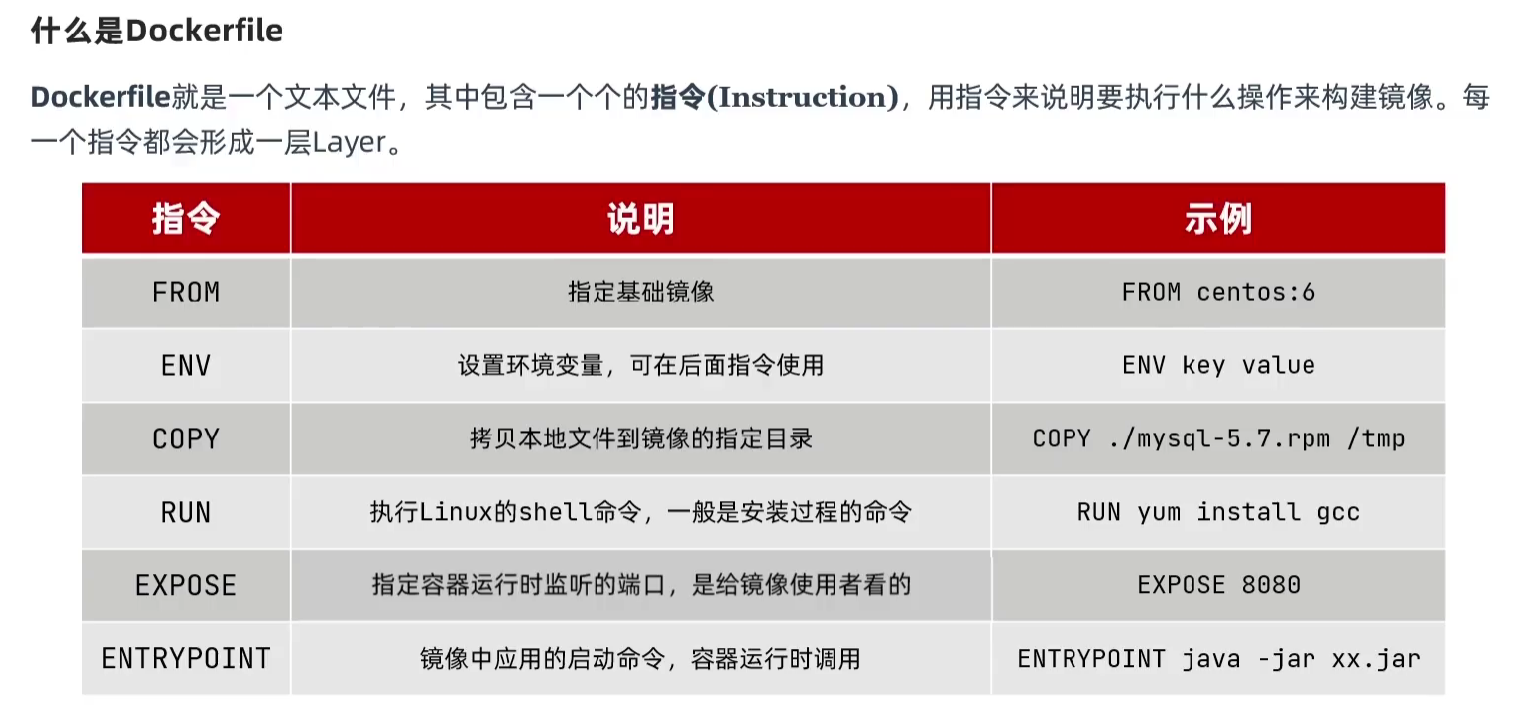 什么是Dockerfile
Dockerfile就是一个文本文件，其中包含一个个的指令(Instruction)，用指令来说明要执行什么操作来构建镜像。每
一个指令都会形成一层Layer。
指令 说明 示例
FROM 指定基础镜像 FROM centos:6
ENV 设置环境变量，可在后面指令使用 ENV key value
COPY 拷贝本地文件到镜像的指定目录 COPY ./mysql-5.7.rpm /tmp
RUN 执行Linux的shell命令，一般是安装过程的命令 RUN yum install gcc
EXPOSE 指定容器运行时监听的端口，是给镜像使用者看的 EXPOSE 8080
ENTRYPOINT 镜像中应用的启动命令，容器运行时调用 ENTRYPOINT java -jar xx.jar